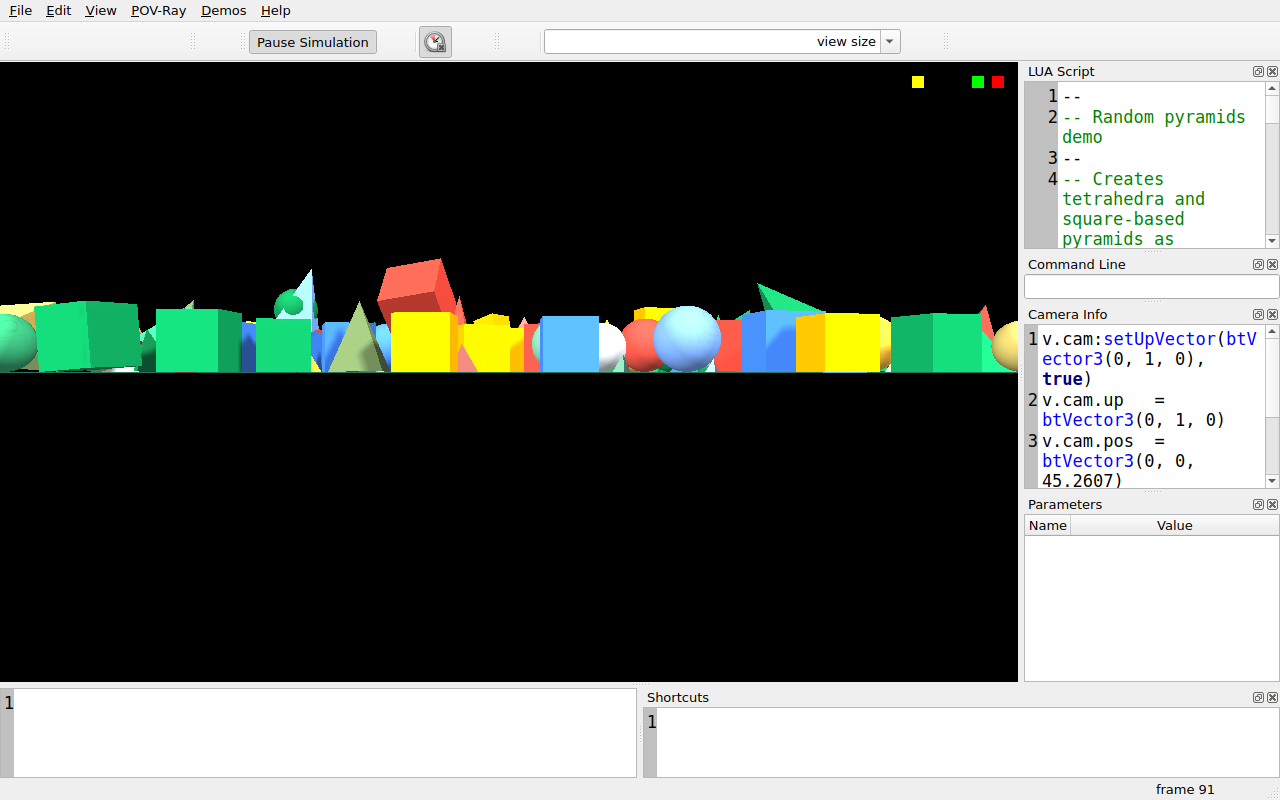 File Edit View POV-Ray Demos Help
Pause Simulation
view size
LUA Script
1 --
2 -- Random pyramids
demo
3 --
4 -- Creates
tetrahedra and
square-based
pyramids as
Command Line
Camera Info
1 v.cam:setUpVector(btV
ector3(0, 1, 0),
true)
2 v.cam.up   =
btVector3(0, 1, 0)
3 v.cam.pos  =
btVector3(0, 0,
45.2607)
Parameters
Name Value
1
Shortcuts
1
frame 91